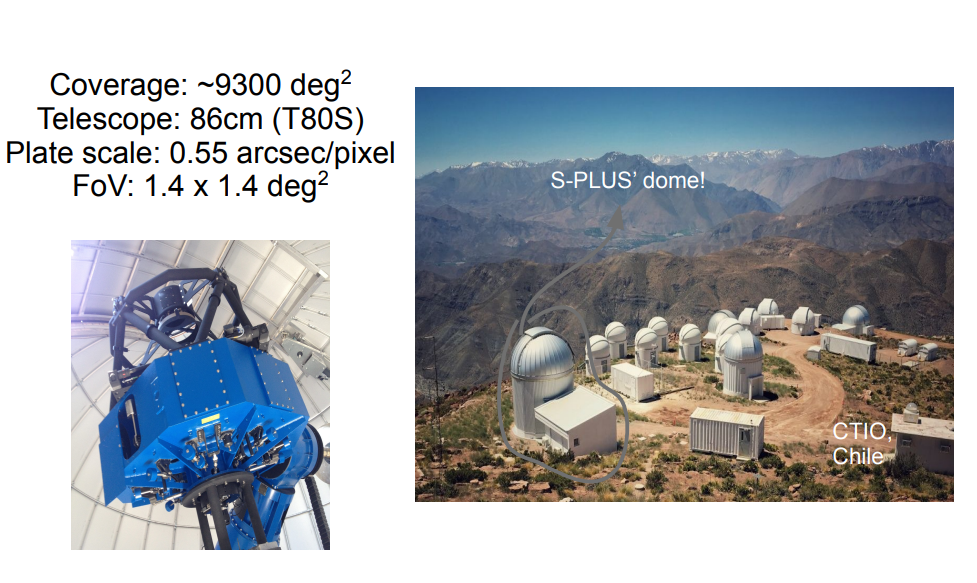 Coverage: ~9300 deg²
Telescope: 86cm (T80S)
Plate scale: 0.55 arcsec/pixel
FoV: 1.4 x 1.4 deg²
S-PLUS’ dome!
CTIO,
Chile